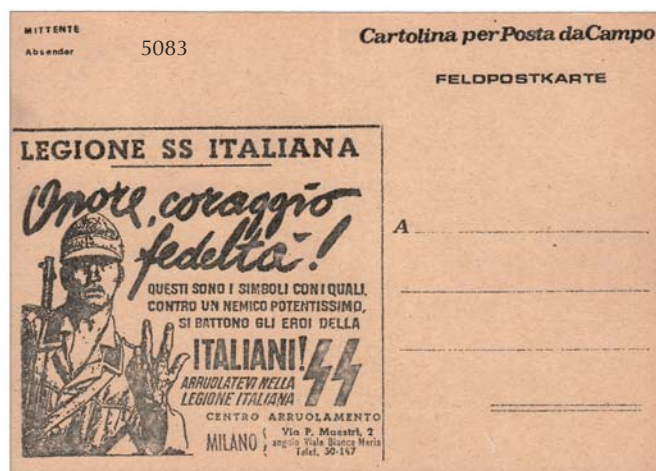 MITTENTE
Absender
5083
Cartolina per Posta da Campo
FELDPOSTKARTE
LEGIONE SS ITALIANA
Onore, coraggio
fedeltà!
QUESTI SONO I SIMBOLI CON I QUALI,
CONTRO UN NEMICO POTENTISSIMO,
SI BATTONO GLI EROI DELLA
ITALIANI! SS
ARRUOLATEVI NELLA
LEGIONE ITALIANA
CENTRO ARRUOLAMENTO
MILANO { Via P. Maestri, 2
angolo Viale Bianca Maria
Telef. 50-147
A